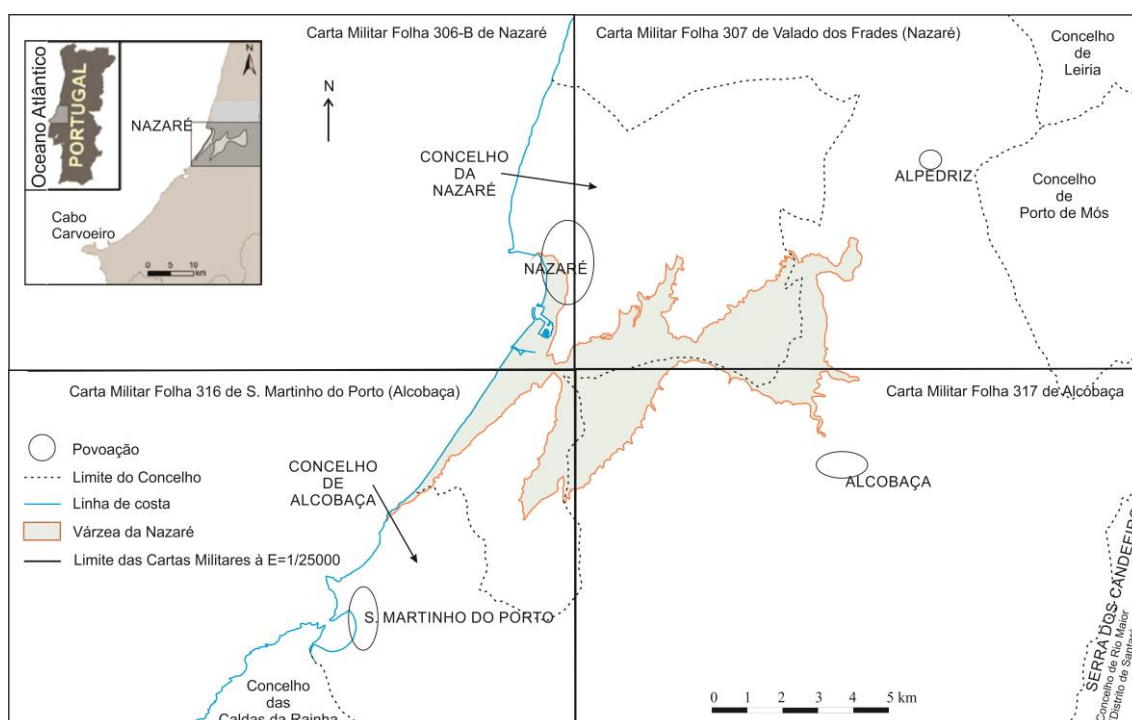 Carta Militar Folha 306-B de Nazaré
Carta Militar Folha 307 de Valado dos Frades (Nazaré)
Concelho
de
Leiria
Oceano Atlântico
PORTUGAL
N
NAZARÉ
Cabo
Carvoeiro
0 5 10
km
N
CONCELHO
DA
NAZARÉ
ALPEDRIZ
Concelho
de
Porto de Mós
NAZARÉ
Carta Militar Folha 316 de S. Martinho do Porto (Alcobaça)
Carta Militar Folha 317 de Alcobaça
Povoação
Limite do Concelho
Linha de costa
Várzea da Nazaré
Limite das Cartas Militares à E=1/25000
CONCELHO
DE
ALCOBAÇA
ALCOBAÇA
S. MARTINHO DO PORTO
Concelho
das
Caldas da Rainha
0 1 2 3 4 5 km
SERRA DOS CANDEEIRO
Concelho de Rio Maior